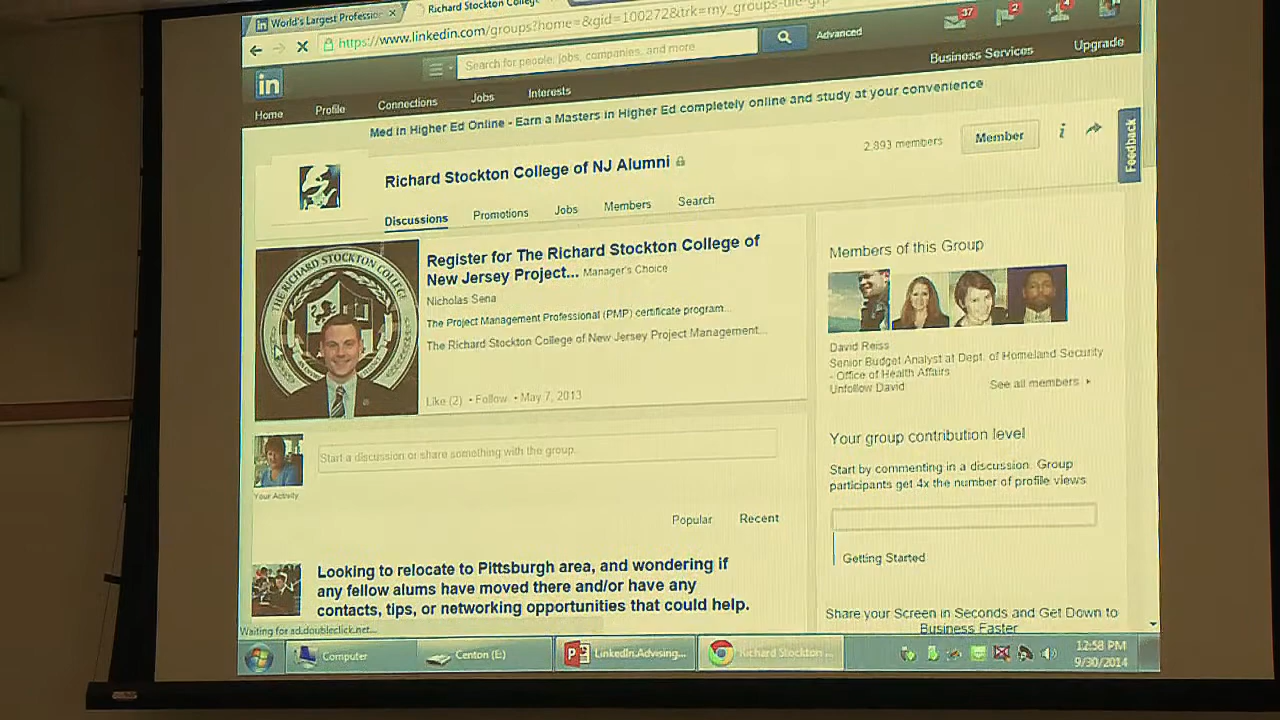 World's Largest Professio
Richard Stockton College
https://www.linkedin.com/groups?home=&gid=100272&trk=my_groups-tile-grp
37
2
4
Search for people, jobs, companies, and more
Advanced
in
Business Services
Upgrade
Home
Profile
Connections
Jobs
Interests
Med in Higher Ed Online - Earn a Masters in Higher Ed completely online and study at your convenience
Richard Stockton College of NJ Alumni
2,893 members
Member
i
Feedback
Discussions
Promotions
Jobs
Members
Search
THE RICHARD STOCKTON COLLEGE
Register for The Richard Stockton College of
New Jersey Project... Manager's Choice
Nicholas Sena
The Project Management Professional (PMP) certificate program...
The Richard Stockton College of New Jersey Project Management...
Like (2) • Follow • May 7, 2013
Members of this Group
David Reiss
Senior Budget Analyst at Dept. of Homeland Security
- Office of Health Affairs
Unfollow David
See all members
Start a discussion or share something with the group.
Your Activity
Your group contribution level
Start by commenting in a discussion. Group
participants get 4x the number of profile views
Getting Started
Popular
Recent
Looking to relocate to Pittsburgh area, and wondering if
any fellow alums have moved there and/or have any
contacts, tips, or networking opportunities that could help.
Share your Screen in Seconds and Get Down to
Business Faster
Waiting for ad.doubleclick.net...
Computer
Centon (E:)
LinkedIn.Advising...
Richard Stockton ...
12:58 PM
9/30/2014